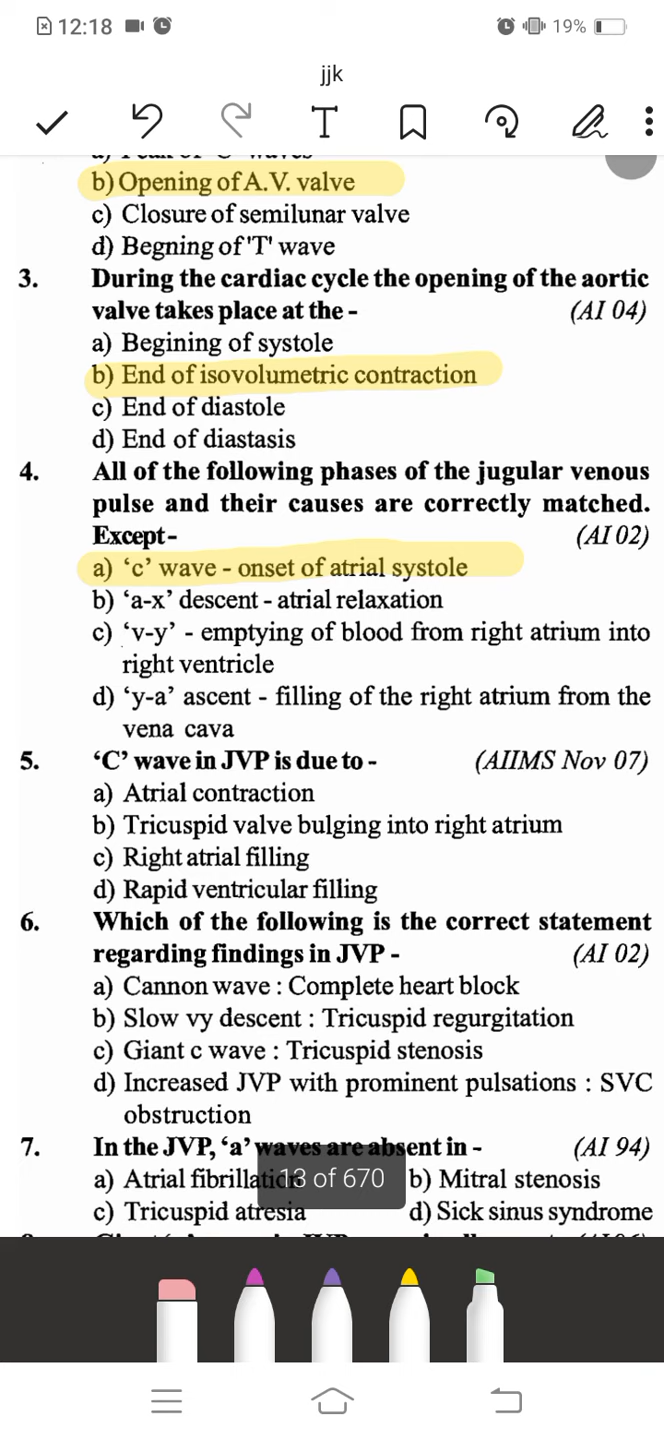 12:18
19%
jjk
T
b) Opening of A.V. valve
c) Closure of semilunar valve
d) Begning of 'T' wave
3. During the cardiac cycle the opening of the aortic
valve takes place at the - (AI 04)
a) Begining of systole
b) End of isovolumetric contraction
c) End of diastole
d) End of diastasis
4. All of the following phases of the jugular venous
pulse and their causes are correctly matched.
Except- (AI 02)
a) ‘c’ wave - onset of atrial systole
b) ‘a-x’ descent - atrial relaxation
c) ‘v-y’ - emptying of blood from right atrium into
right ventricle
d) ‘y-a’ ascent - filling of the right atrium from the
vena cava
5. ‘C’ wave in JVP is due to - (AIIMS Nov 07)
a) Atrial contraction
b) Tricuspid valve bulging into right atrium
c) Right atrial filling
d) Rapid ventricular filling
6. Which of the following is the correct statement
regarding findings in JVP - (AI 02)
a) Cannon wave : Complete heart block
b) Slow vy descent : Tricuspid regurgitation
c) Giant c wave : Tricuspid stenosis
d) Increased JVP with prominent pulsations : SVC
obstruction
7. In the JVP, ‘a’ waves are absent in - (AI 94)
a) Atrial fibrillation b) Mitral stenosis
13 of 670
c) Tricuspid atresia d) Sick sinus syndrome